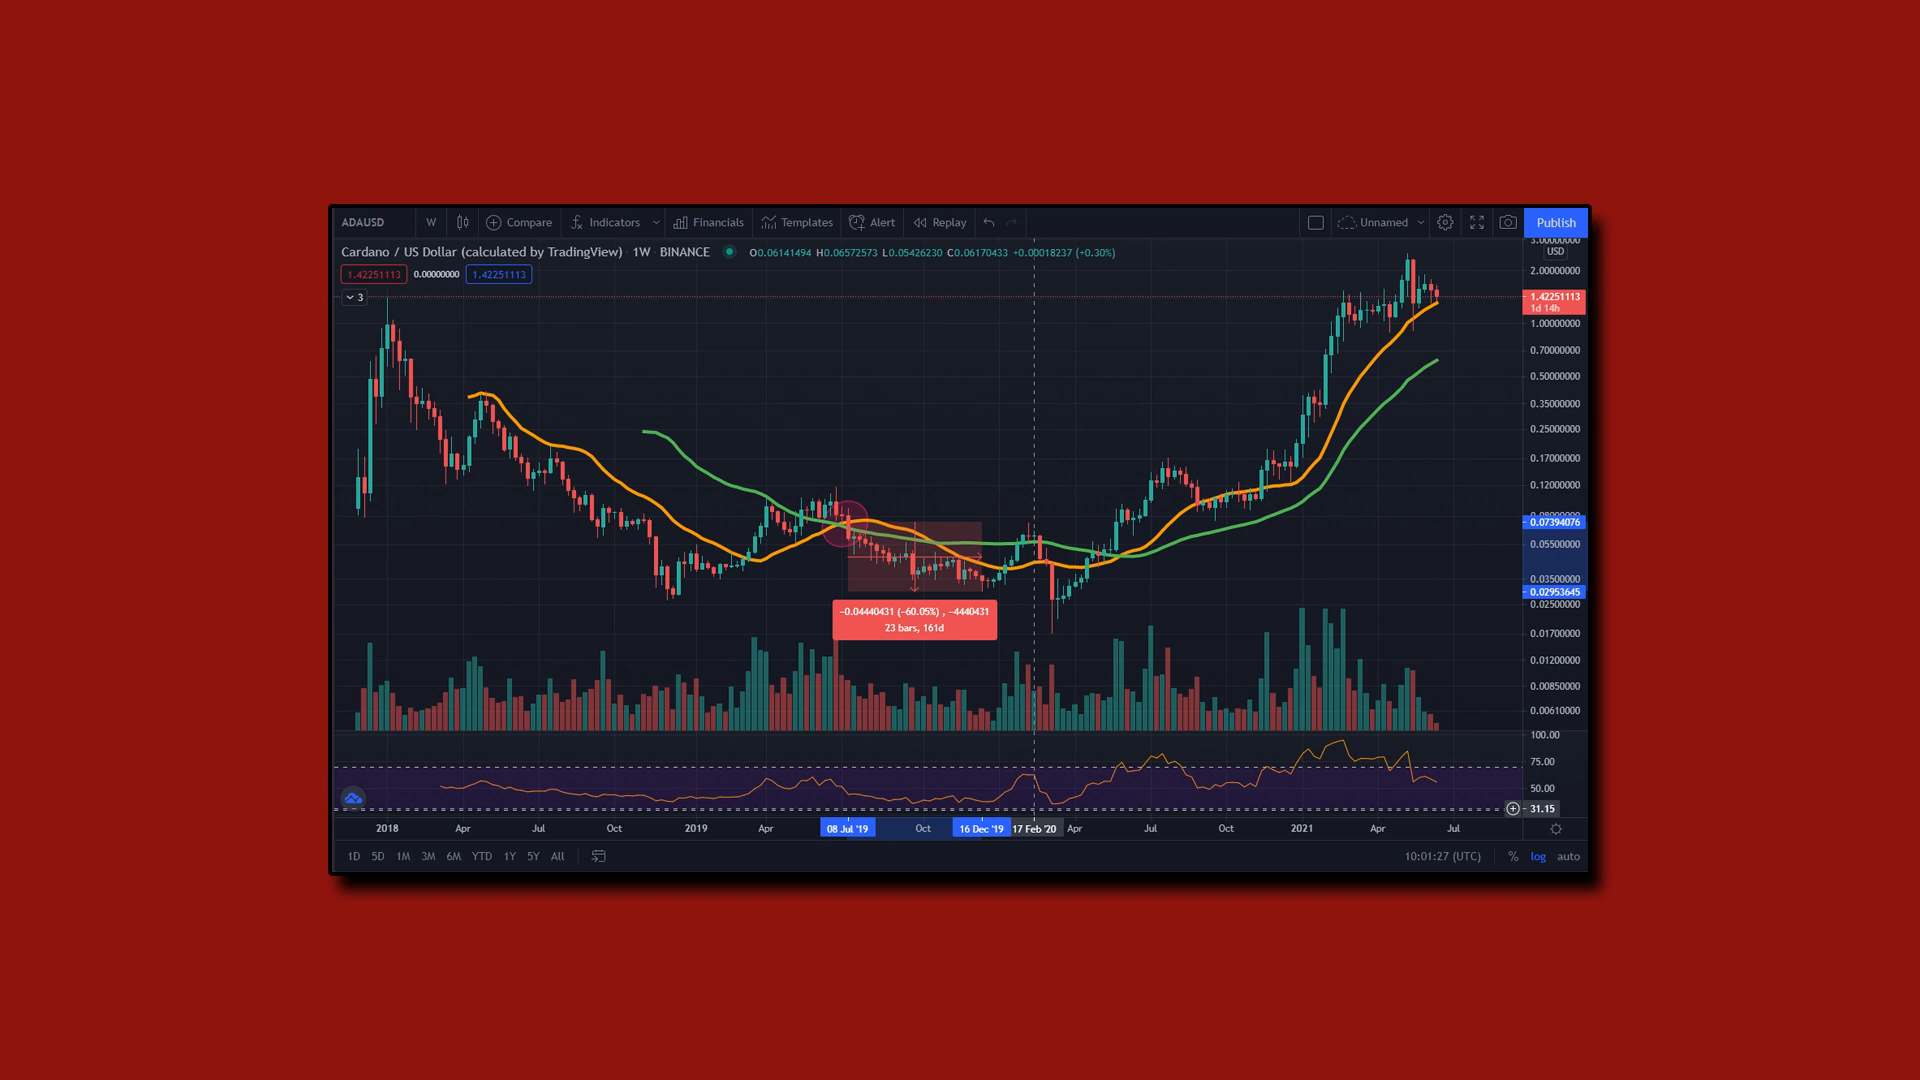 ADAUSD W Compare Indicators Financials Templates Alert Replay Unnamed Publish
Cardano / US Dollar (calculated by TradingView) · 1W · BINANCE O0.06141494 H0.06572573 L0.05426230 C0.06170433 +0.00018237 (+0.30%)
1.42251113 0.00000000 1.42251113
3
3.00000000
USD
2.00000000
1.42251113
1d 14h
1.00000000
0.70000000
0.50000000
0.35000000
0.25000000
0.17000000
0.12000000
0.08000000
0.07394076
0.05500000
0.03500000
0.02953645
0.02500000
0.01700000
0.01200000
0.00850000
0.00610000
−0.04440431 (−60.05%) , −4440431
23 bars, 161d
100.00
75.00
50.00
31.15
2018 Apr Jul Oct 2019 Apr 08 Jul '19 Oct 16 Dec '19 17 Feb '20 Apr Jul Oct 2021 Apr Jul
1D 5D 1M 3M 6M YTD 1Y 5Y All 10:01:27 (UTC) % log auto